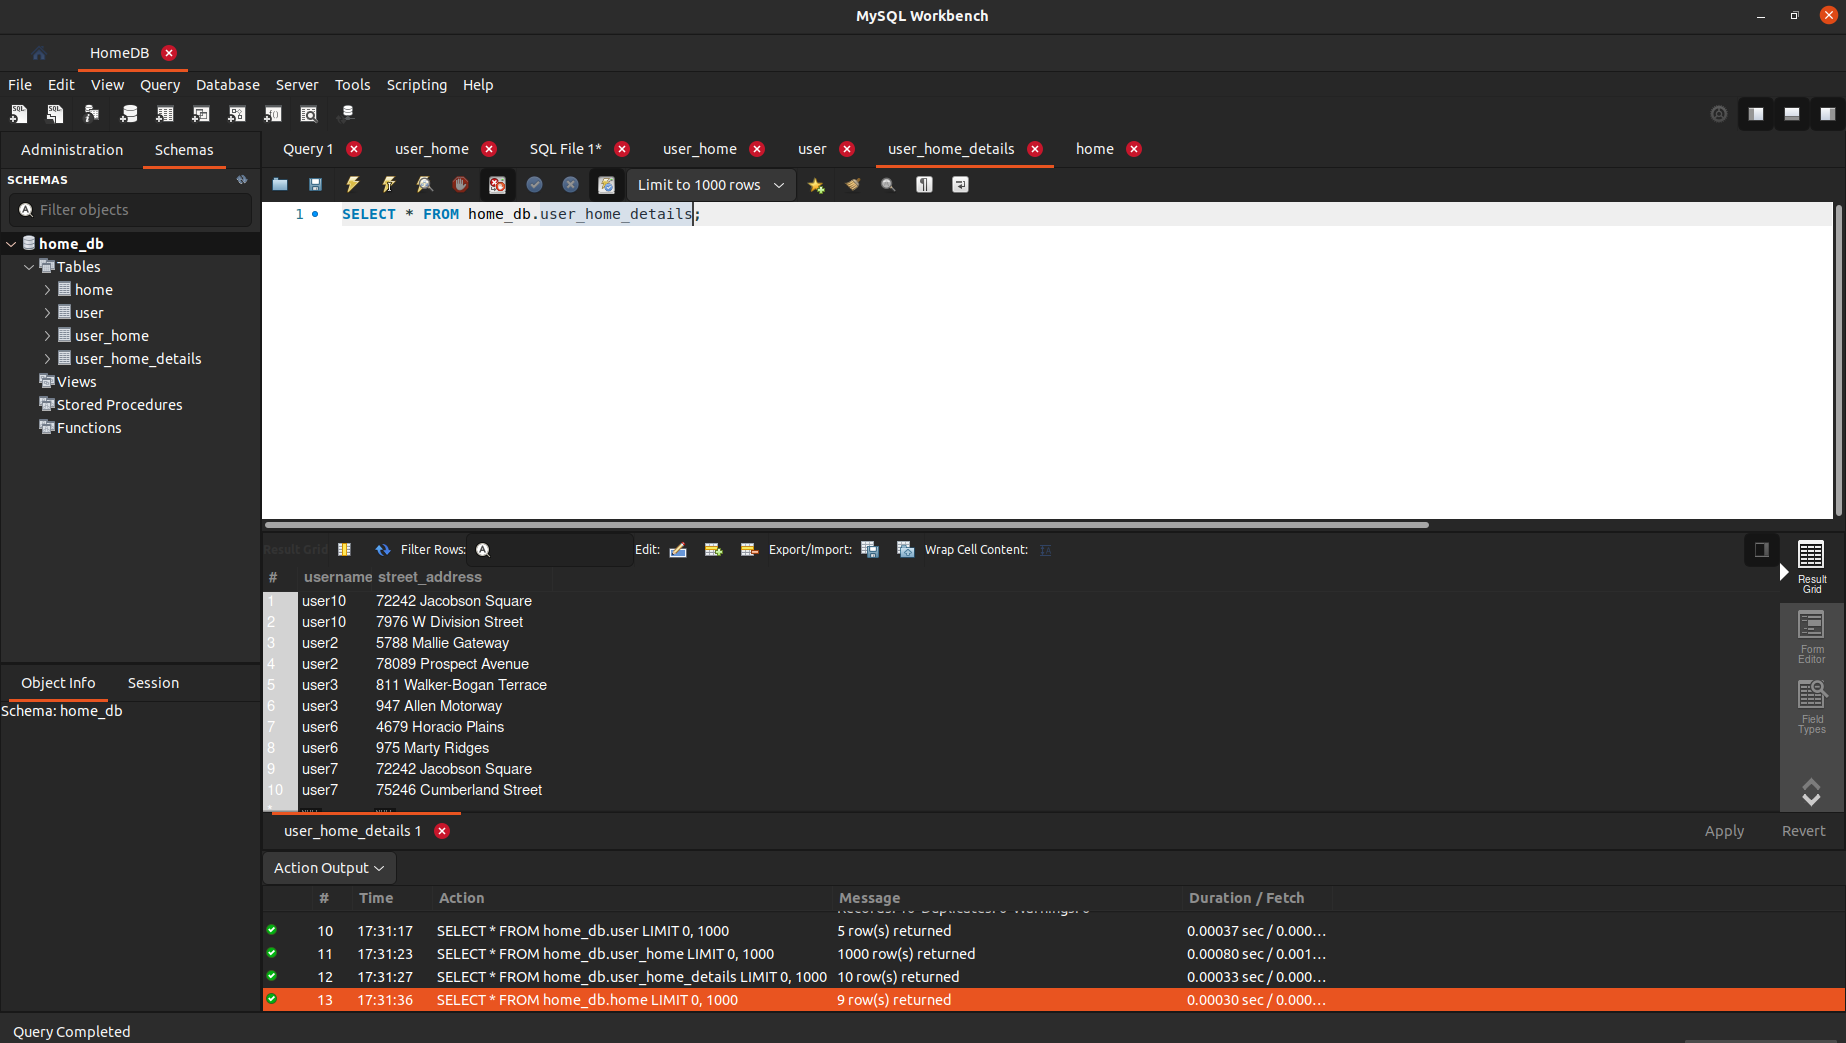 MySQL Workbench
HomeDB
File Edit View Query Database Server Tools Scripting Help
Administration Schemas
Query 1 user_home SQL File 1* user_home user user_home_details home
SCHEMAS
Limit to 1000 rows
Filter objects
1 SELECT * FROM home_db.user_home_details;
home_db
Tables
home
user
user_home
user_home_details
Views
Stored Procedures
Functions
Result Grid Filter Rows: Edit: Export/Import: Wrap Cell Content:
# username street_address
1 user10 72242 Jacobson Square
2 user10 7976 W Division Street
3 user2 5788 Mallie Gateway
4 user2 78089 Prospect Avenue
5 user3 811 Walker-Bogan Terrace
6 user3 947 Allen Motorway
7 user6 4679 Horacio Plains
8 user6 975 Marty Ridges
9 user7 72242 Jacobson Square
10 user7 75246 Cumberland Street
Result
Grid
Form
Editor
Field
Types
Object Info Session
Schema: home_db
user_home_details 1 Apply Revert
Action Output
# Time Action Message Duration / Fetch
10 17:31:17 SELECT * FROM home_db.user LIMIT 0, 1000 5 row(s) returned 0.00037 sec / 0.000...
11 17:31:23 SELECT * FROM home_db.user_home LIMIT 0, 1000 1000 row(s) returned 0.00080 sec / 0.001...
12 17:31:27 SELECT * FROM home_db.user_home_details LIMIT 0, 1000 10 row(s) returned 0.00033 sec / 0.000...
13 17:31:36 SELECT * FROM home_db.home LIMIT 0, 1000 9 row(s) returned 0.00030 sec / 0.000...
Query Completed